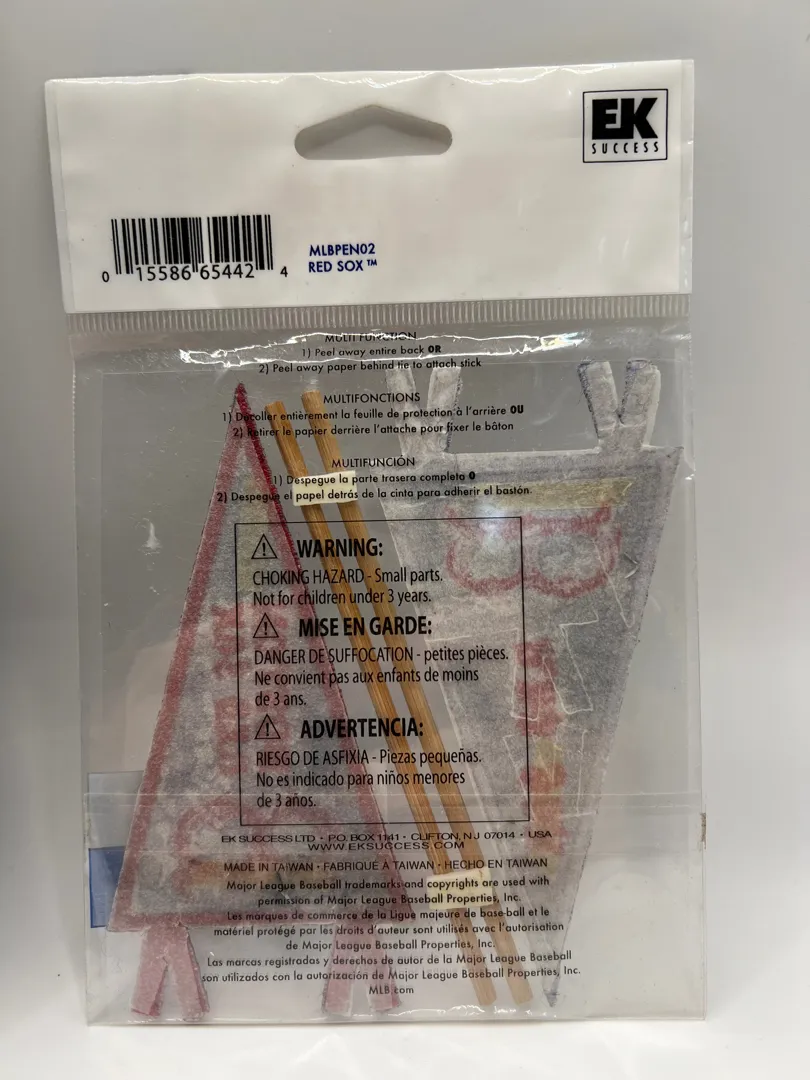 EK
SUCCESS
0 15586 65442 4
MLBPEN02
RED SOX™
MULTI FUNCTION
1) Peel away entire back OR
2) Peel away paper behind tie to attach stick
MULTIFONCTIONS
1) Décoller entièrement la feuille de protection à l'arrière OU
2) Retirer le papier derrière l'attache pour fixer le bâton
MULTIFUNCIÓN
1) Despegue la parte trasera completa O
2) Despegue el papel detrás de la cinta para adherir el bastón.
WARNING:
CHOKING HAZARD - Small parts.
Not for children under 3 years.
MISE EN GARDE:
DANGER DE SUFFOCATION - petites pièces.
Ne convient pas aux enfants de moins
de 3 ans.
ADVERTENCIA:
RIESGO DE ASFIXIA - Piezas pequeñas.
No es indicado para niños menores
de 3 años.
EK SUCCESS LTD • P.O. BOX 1141 • CLIFTON, NJ 07014 • USA
WWW.EKSUCCESS.COM
MADE IN TAIWAN • FABRIQUÉ À TAIWAN • HECHO EN TAIWAN
Major League Baseball trademarks and copyrights are used with
permission of Major League Baseball Properties, Inc.
Les marques de commerce de la Ligue majeure de base-ball et le
matériel protégé par les droits d'auteur sont utilisés avec l'autorisation
de Major League Baseball Properties, Inc.
Las marcas registradas y derechos de autor de la Major League Baseball
son utilizados con la autorización de Major League Baseball Properties, Inc.
MLB.com